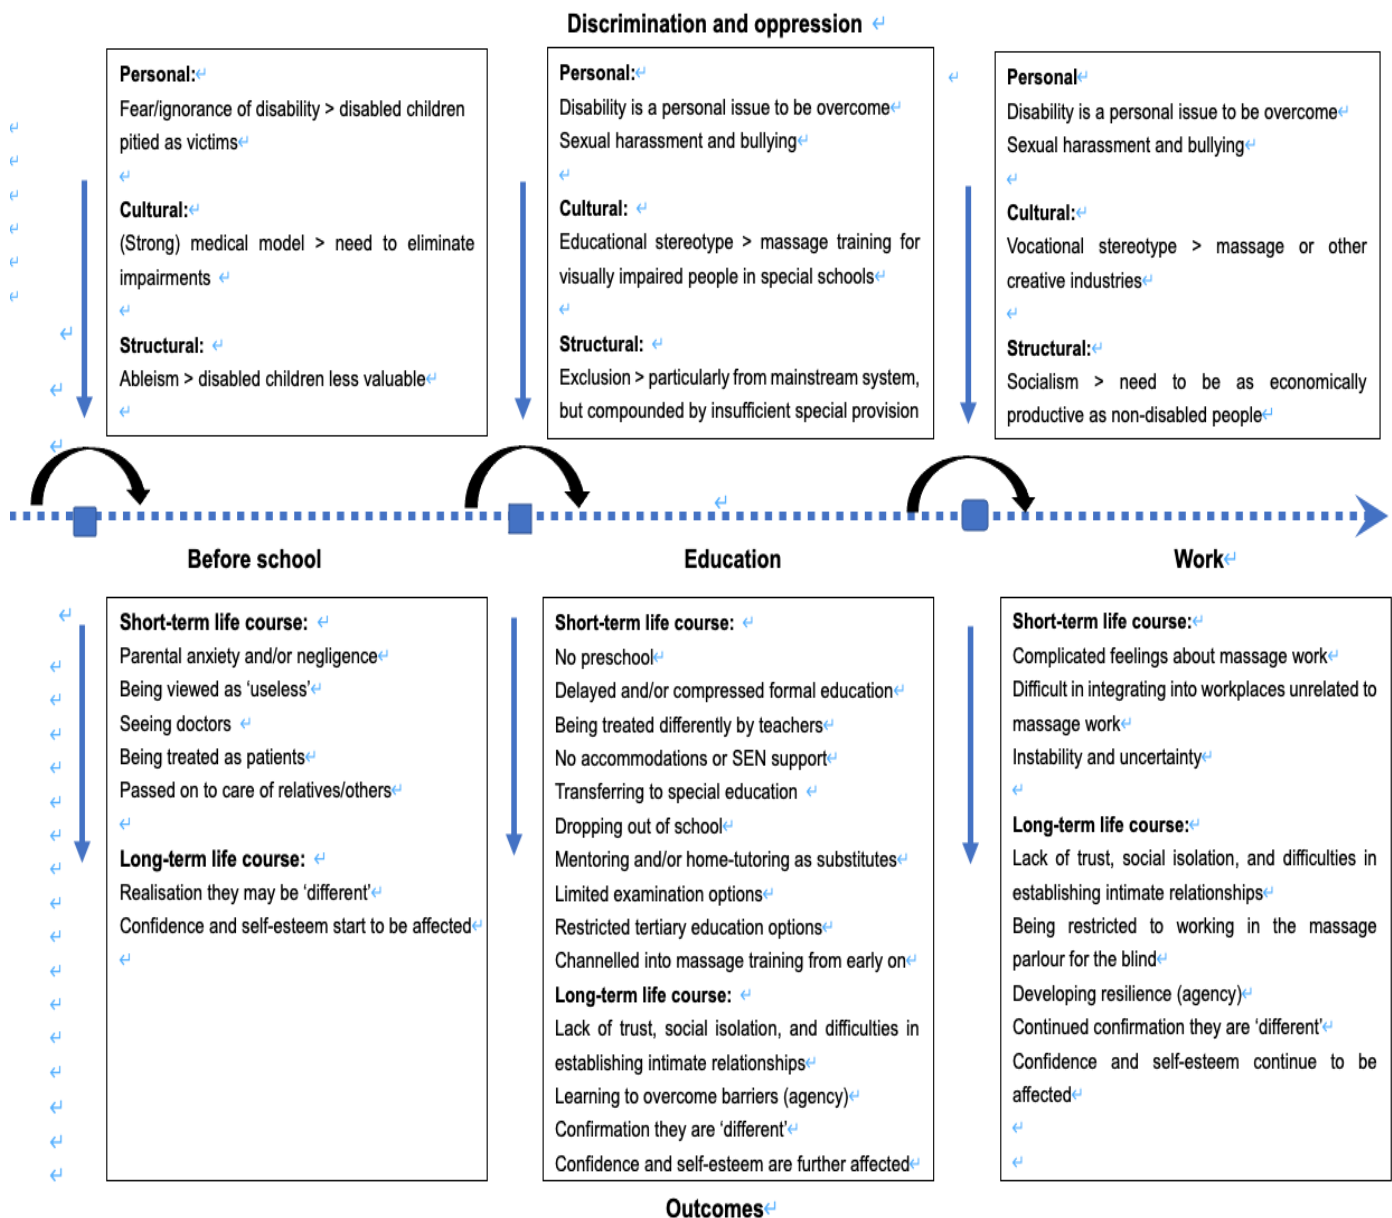 Discrimination and oppression
Personal:
Fear/ignorance of disability > disabled children
pitied as victims
Cultural:
(Strong) medical model > need to eliminate
impairments
Structural:
Ableism > disabled children less valuable
Personal:
Disability is a personal issue to be overcome
Sexual harassment and bullying
Cultural:
Educational stereotype > massage training for
visually impaired people in special schools
Structural:
Exclusion > particularly from mainstream system,
but compounded by insufficient special provision
Personal
Disability is a personal issue to be overcome
Sexual harassment and bullying
Cultural:
Vocational stereotype > massage or other
creative industries
Structural:
Socialism > need to be as economically
productive as non-disabled people
Before school
Education
Work
Short-term life course:
Parental anxiety and/or negligence
Being viewed as ‘useless’
Seeing doctors
Being treated as patients
Passed on to care of relatives/others
Long-term life course:
Realisation they may be ‘different’
Confidence and self-esteem start to be affected
Short-term life course:
No preschool
Delayed and/or compressed formal education
Being treated differently by teachers
No accommodations or SEN support
Transferring to special education
Dropping out of school
Mentoring and/or home-tutoring as substitutes
Limited examination options
Restricted tertiary education options
Channelled into massage training from early on
Long-term life course:
Lack of trust, social isolation, and difficulties in
establishing intimate relationships
Learning to overcome barriers (agency)
Confirmation they are ‘different’
Confidence and self-esteem are further affected
Short-term life course:
Complicated feelings about massage work
Difficult in integrating into workplaces unrelated to
massage work
Instability and uncertainty
Long-term life course:
Lack of trust, social isolation, and difficulties in
establishing intimate relationships
Being restricted to working in the massage
parlour for the blind
Developing resilience (agency)
Continued confirmation they are ‘different’
Confidence and self-esteem continue to be
affected
Outcomes